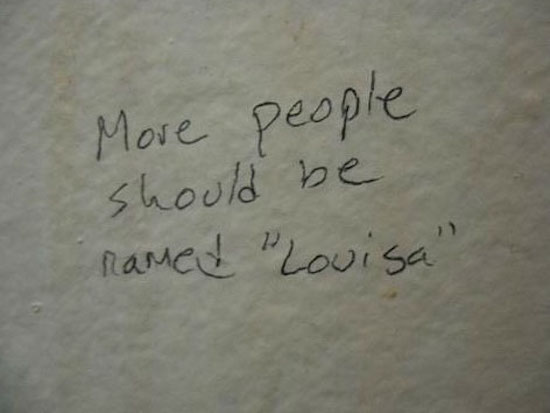 More people
should be
named "Louisa"